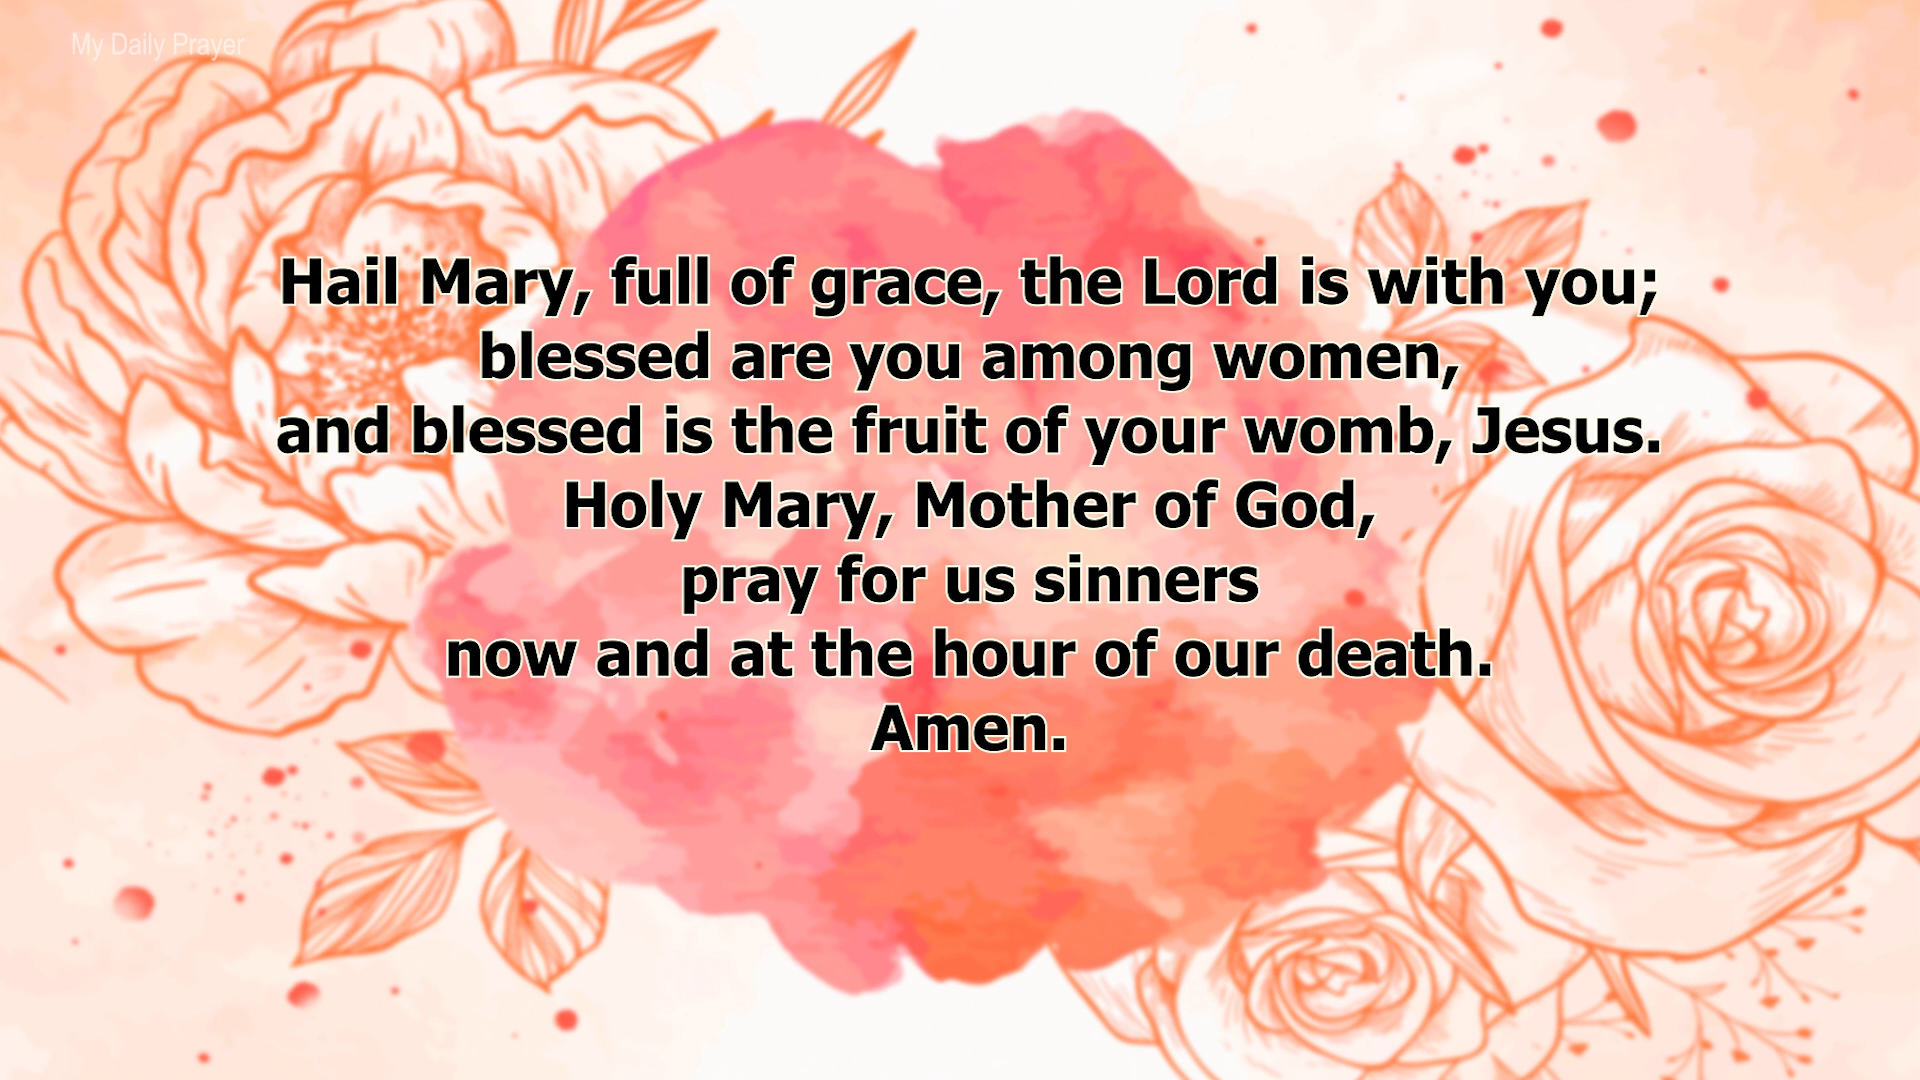 My Daily Prayer
Hail Mary, full of grace, the Lord is with you;
blessed are you among women,
and blessed is the fruit of your womb, Jesus.
Holy Mary, Mother of God,
pray for us sinners
now and at the hour of our death.
Amen.